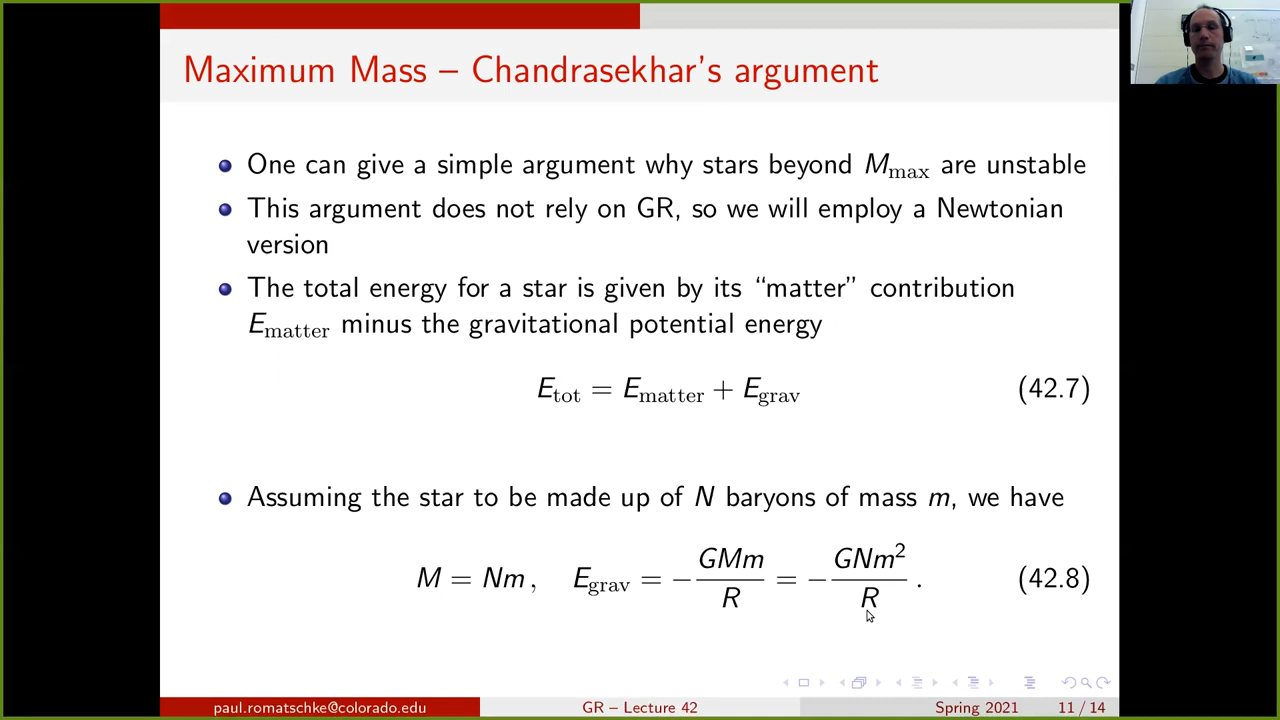 Maximum Mass – Chandrasekhar's argument
One can give a simple argument why stars beyond M_max are unstable
This argument does not rely on GR, so we will employ a Newtonian
version
The total energy for a star is given by its “matter” contribution
E_matter minus the gravitational potential energy
E_tot = E_matter + E_grav (42.7)
Assuming the star to be made up of N baryons of mass m, we have
M = Nm , E_grav = − GMm/R = − GNm²/R . (42.8)
paul.romatschke@colorado.edu GR – Lecture 42 Spring 2021 11 / 14